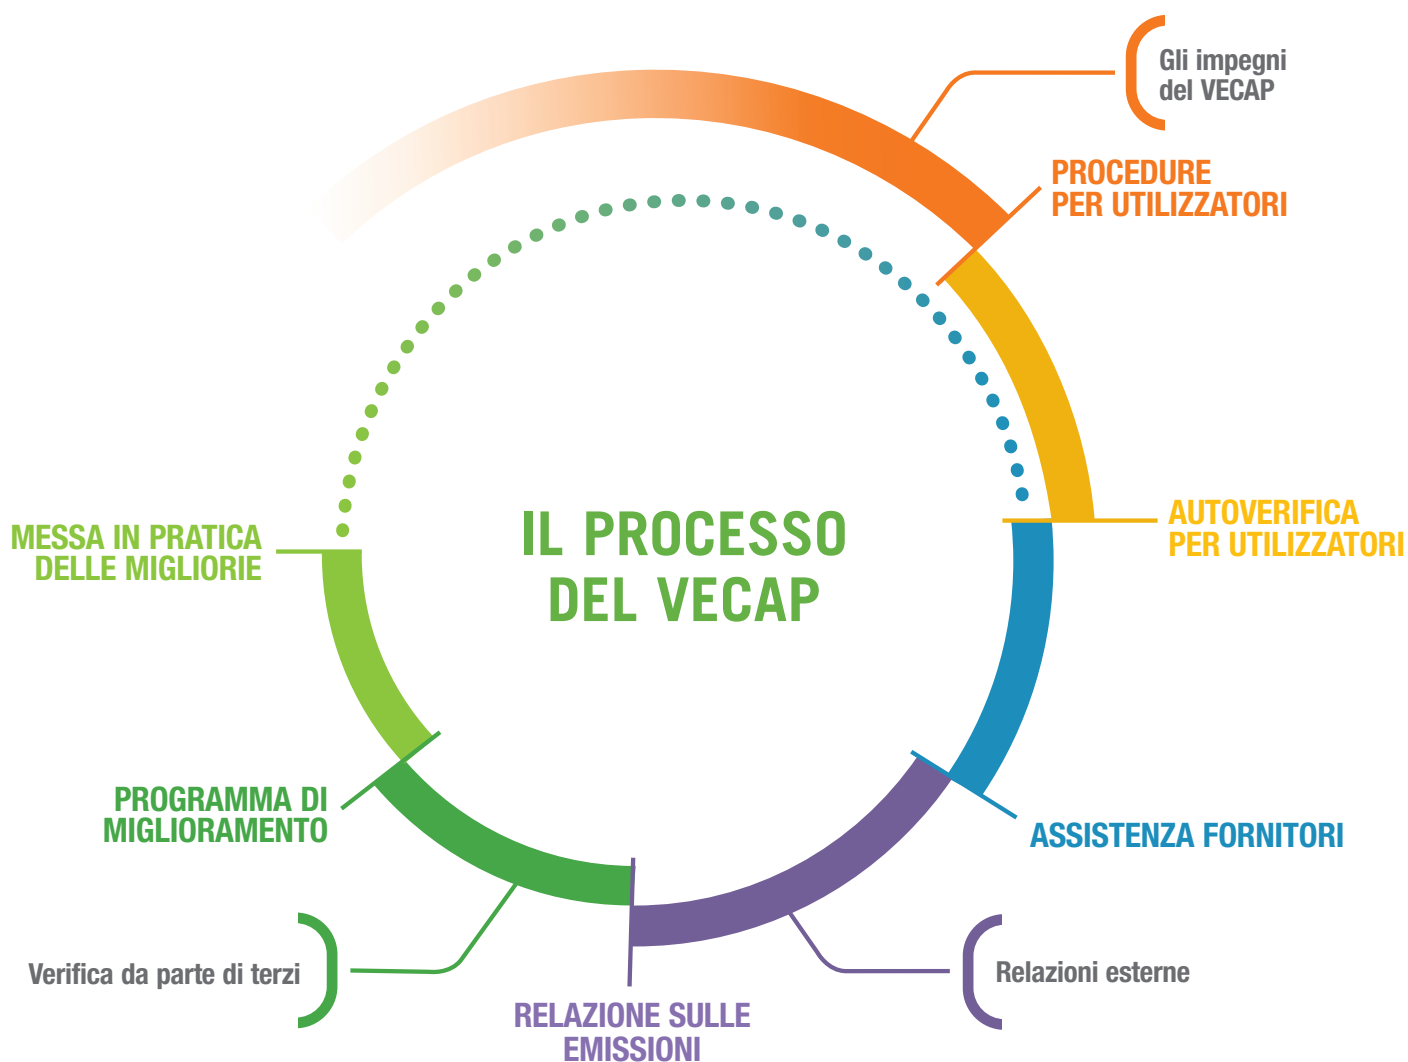 Gli impegni
del VECAP
PROCEDURE
PER UTILIZZATORI
AUTOVERIFICA
PER UTILIZZATORI
IL PROCESSO
DEL VECAP
MESSA IN PRATICA
DELLE MIGLIORIE
PROGRAMMA DI
MIGLIORAMENTO
ASSISTENZA FORNITORI
Verifica da parte di terzi
Relazioni esterne
RELAZIONE SULLE
EMISSIONI